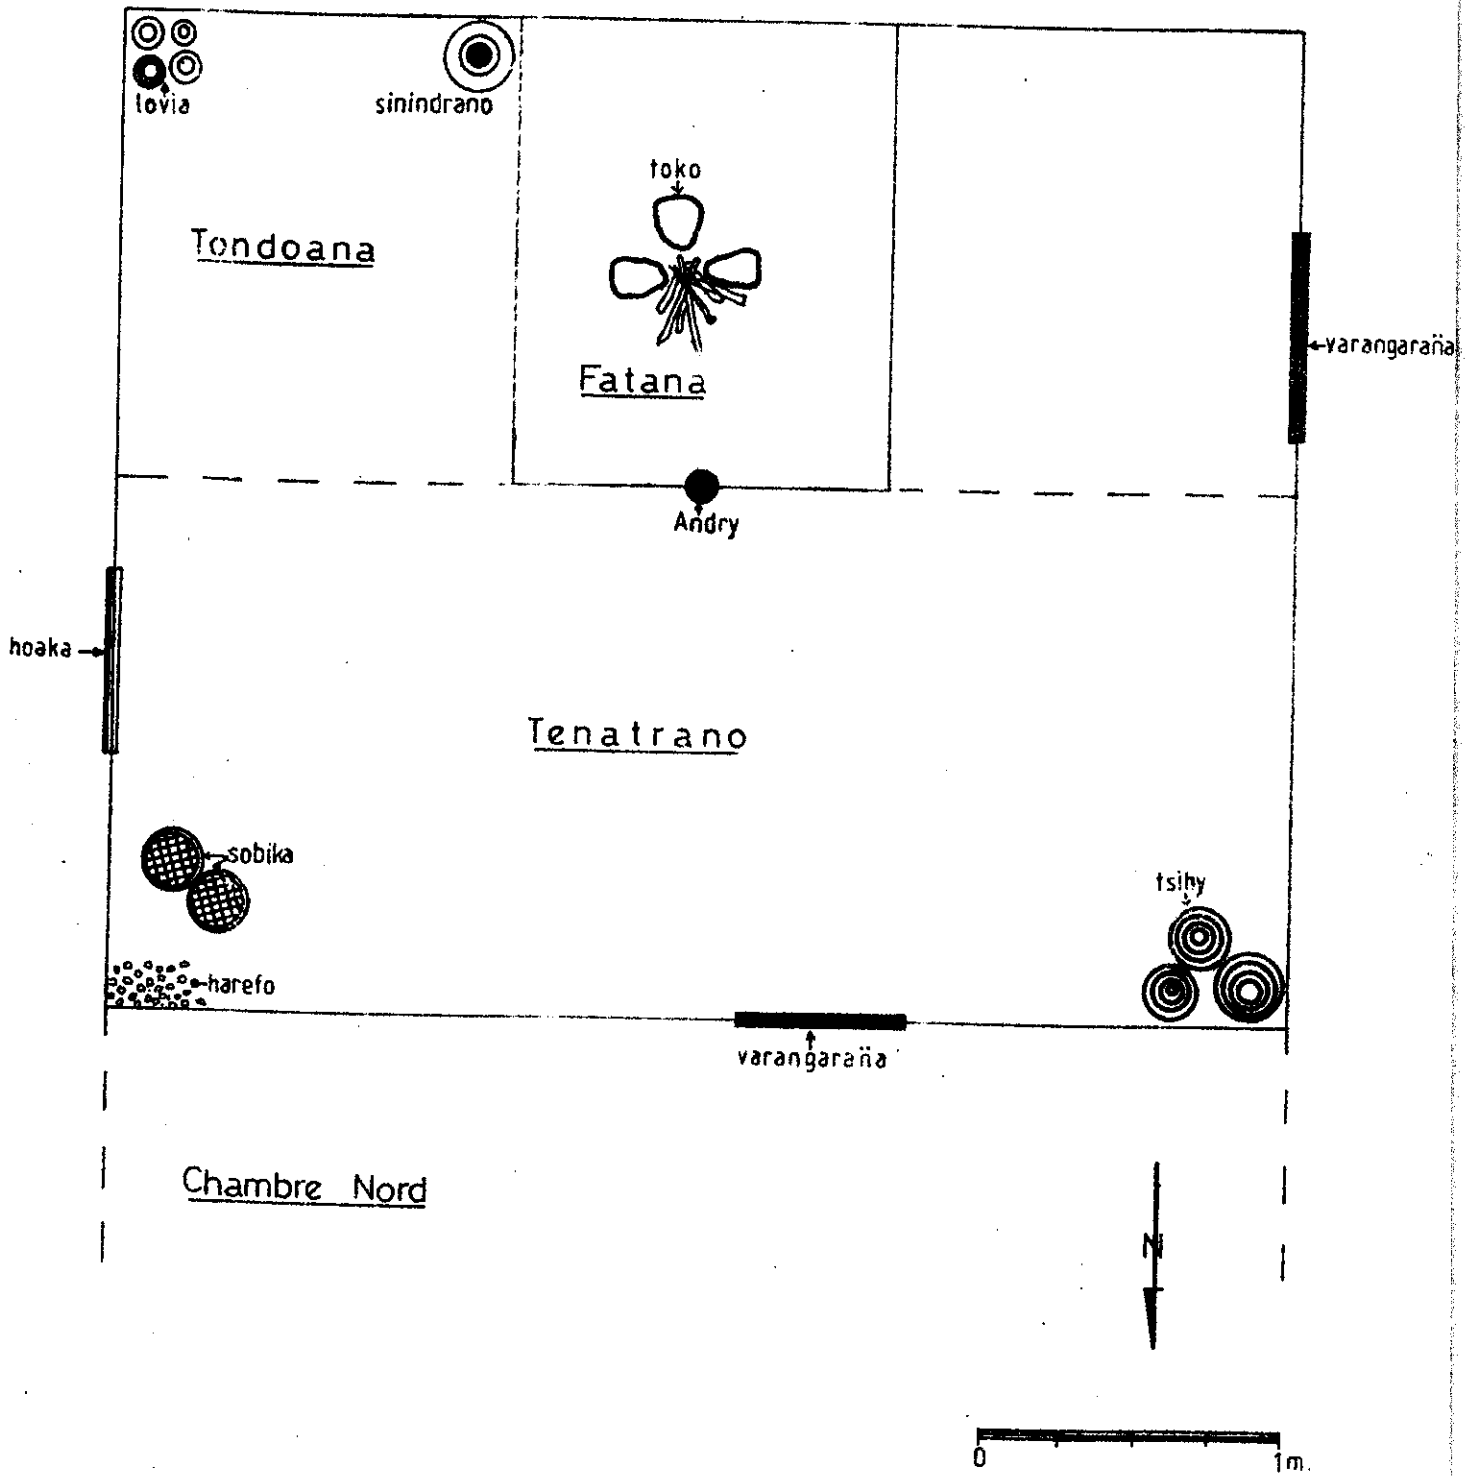 lovia
sinindrano
toko
Tondoana
varangaraña
Fatana
Andry
hoaka
Tenatrano
sobika
tsihy
harefo
varangaraña
Chambre Nord
N
0 1m.